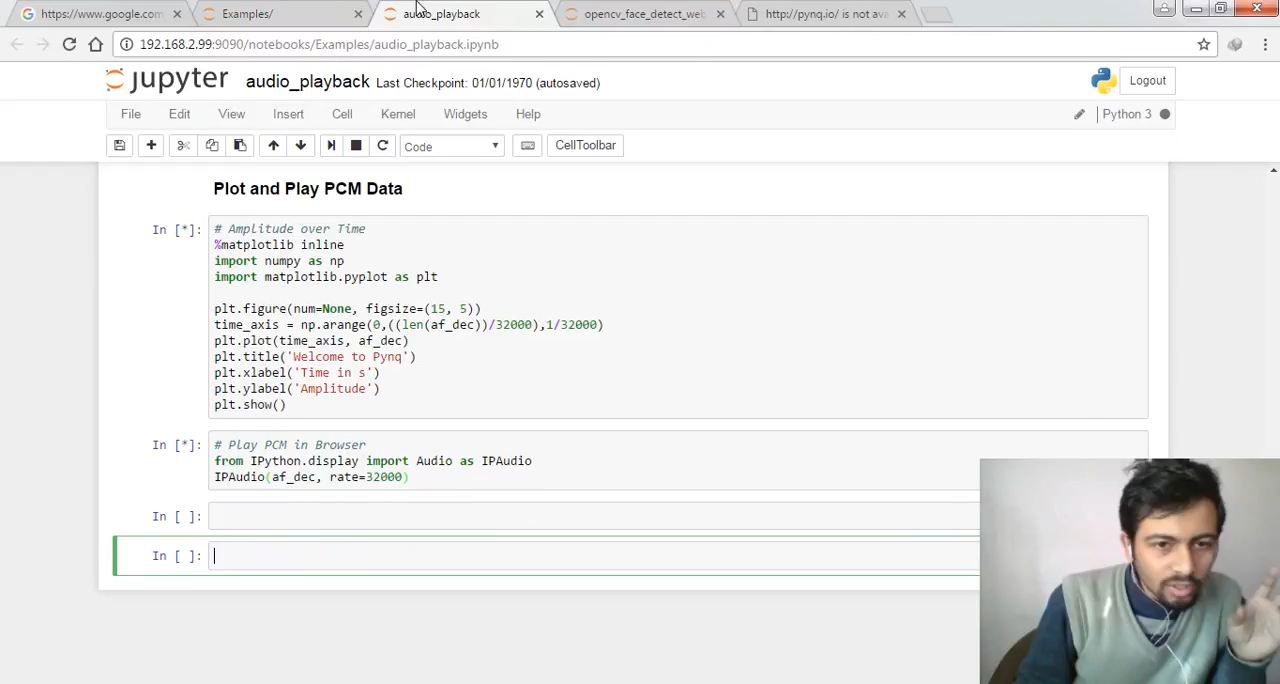 https://www.google.com
Examples/
audio_playback
opencv_face_detect_web
http://pynq.io/ is not ava
192.168.2.99:9090/notebooks/Examples/audio_playback.ipynb
jupyter audio_playback Last Checkpoint: 01/01/1970 (autosaved)
Logout
File Edit View Insert Cell Kernel Widgets Help
Python 3
Code
CellToolbar
Plot and Play PCM Data
In [*]: # Amplitude over Time
%matplotlib inline
import numpy as np
import matplotlib.pyplot as plt
plt.figure(num=None, figsize=(15, 5))
time_axis = np.arange(0,((len(af_dec))/32000),1/32000)
plt.plot(time_axis, af_dec)
plt.title('Welcome to Pynq')
plt.xlabel('Time in s')
plt.ylabel('Amplitude')
plt.show()
In [*]: # Play PCM in Browser
from IPython.display import Audio as IPAudio
IPAudio(af_dec, rate=32000)
In [ ]:
In [ ]: